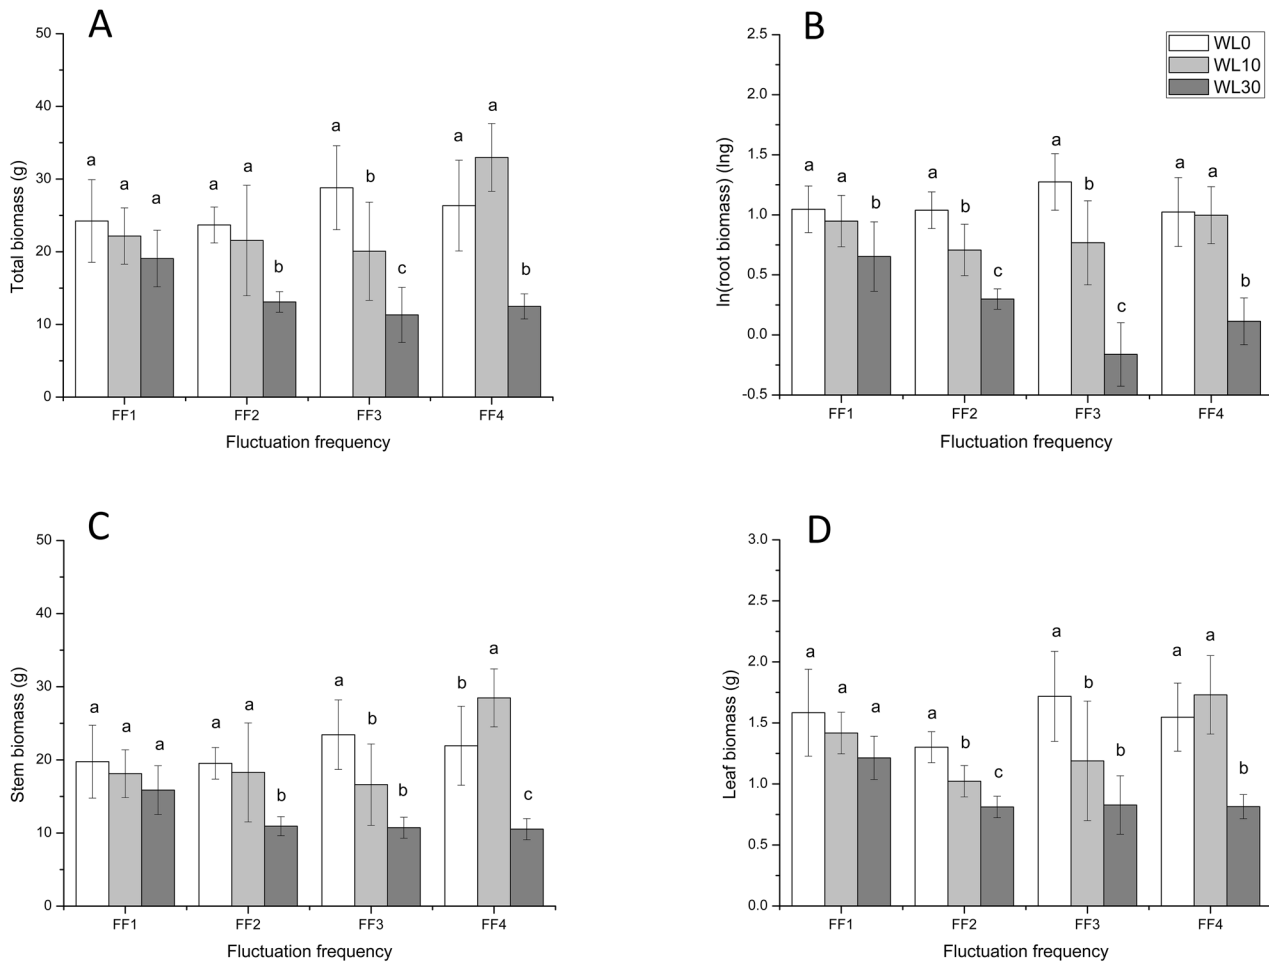 A
Total biomass (g)
50
40
30
20
10
0
a a a
a a b
a b c
a a b
FF1 FF2 FF3 FF4
Fluctuation frequency
B
WL0
WL10
WL30
ln(root biomass) (lng)
2.5
2.0
1.5
1.0
0.5
0.0
-0.5
a a b
a b c
a b c
a a b
FF1 FF2 FF3 FF4
Fluctuation frequency
C
Stem biomass (g)
50
40
30
20
10
0
a a a
a a b
a b b
b a c
FF1 FF2 FF3 FF4
Fluctuation frequency
D
Leaf biomass (g)
3.0
2.5
2.0
1.5
1.0
0.5
0.0
a a a
a b c
a b b
a a b
FF1 FF2 FF3 FF4
Fluctuation frequency